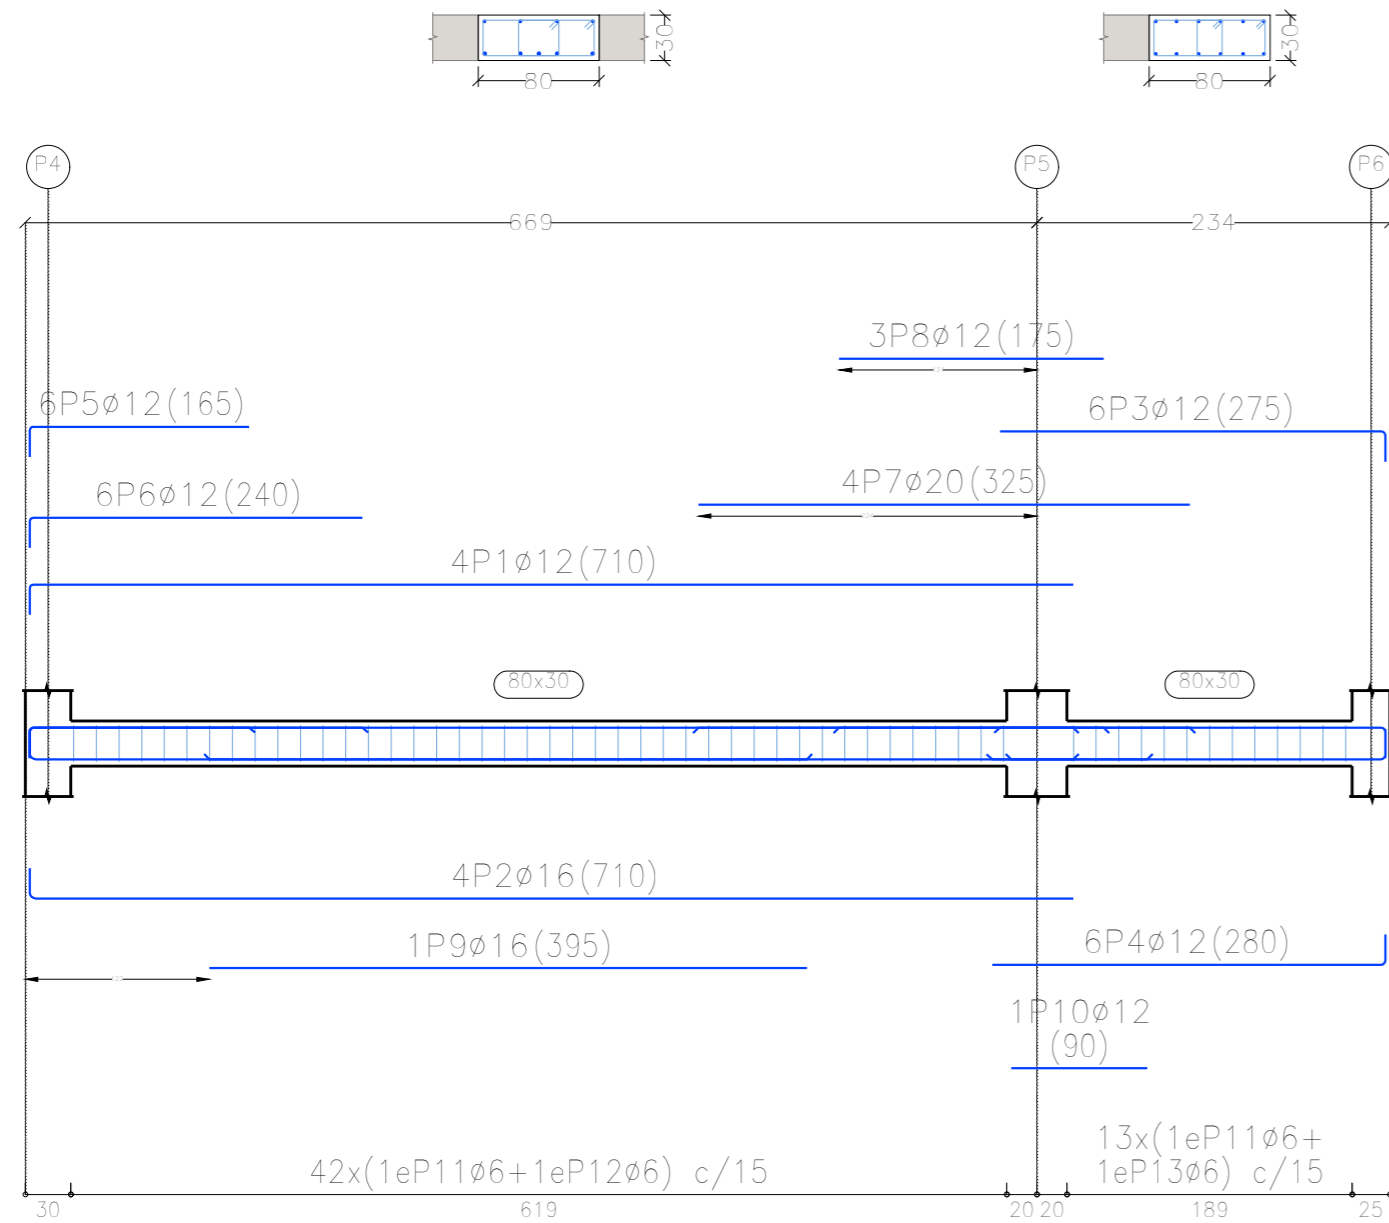 30
30
80
80
P4
P5
P6
669
234
3P8ø12(175)
6P5ø12(165)
6P3ø12(275)
6P6ø12(240)
4P7ø20(325)
4P1ø12(710)
80x30
80x30
4P2ø16(710)
1P9ø16(395)
6P4ø12(280)
1P10ø12
(90)
42x(1eP11ø6+1eP12ø6) c/15
13x(1eP11ø6+
1eP13ø6) c/15
30
619
20
20
189
25